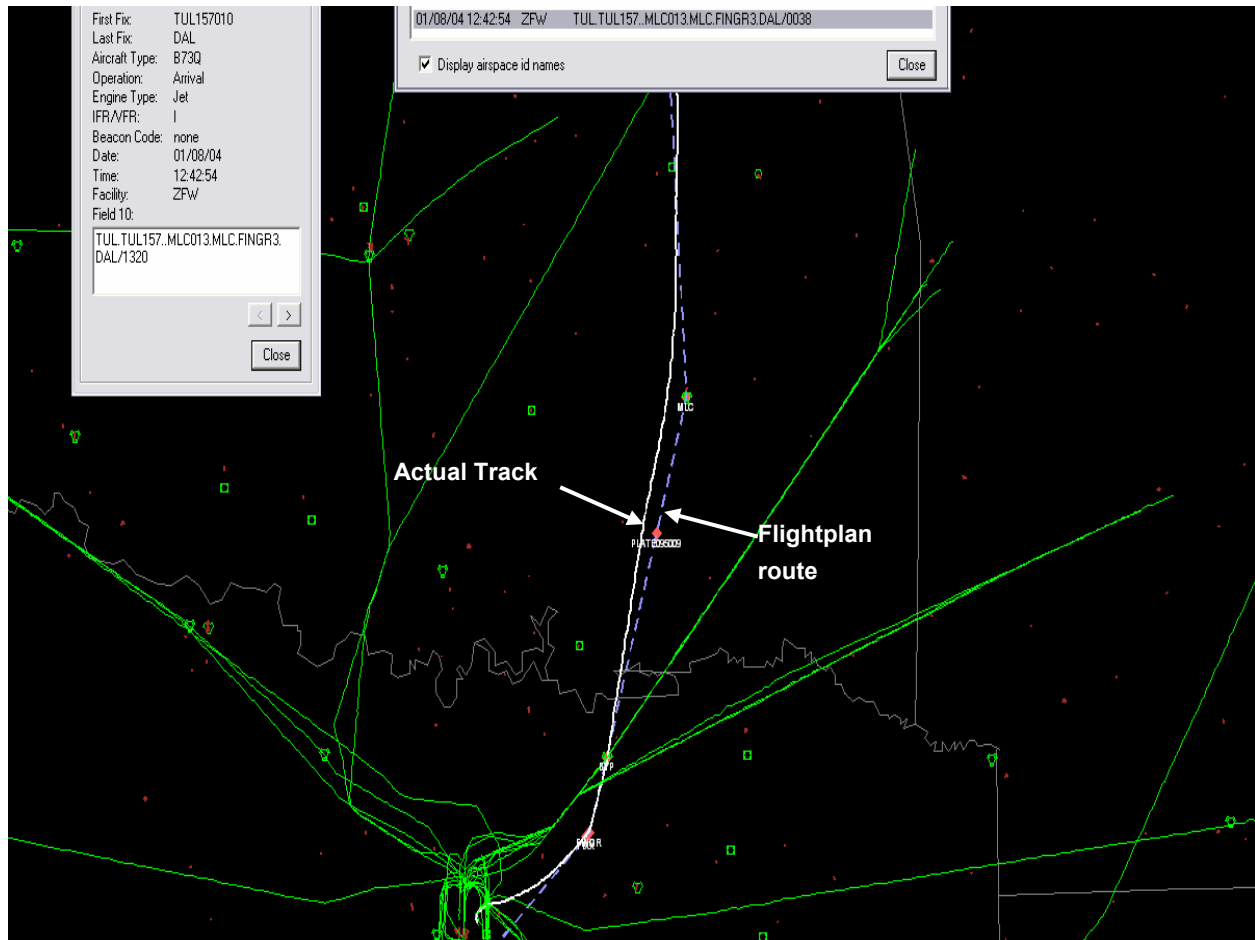 First Fix: TUL157010
Last Fix: DAL
Aircraft Type: B73Q
Operation: Arrival
Engine Type: Jet
IFR/VFR: I
Beacon Code: none
Date: 01/08/04
Time: 12:42:54
Facility: ZFW
Field 10:
TUL.TUL157..MLC013.MLC.FINGR3.
DAL/1320
< >
Close
01/08/04 12:42:54 ZFW TUL.TUL157..MLC013.MLC.FINGR3.DAL/0038
Display airspace id names
Close
MLC
Actual Track
Flightplan
route